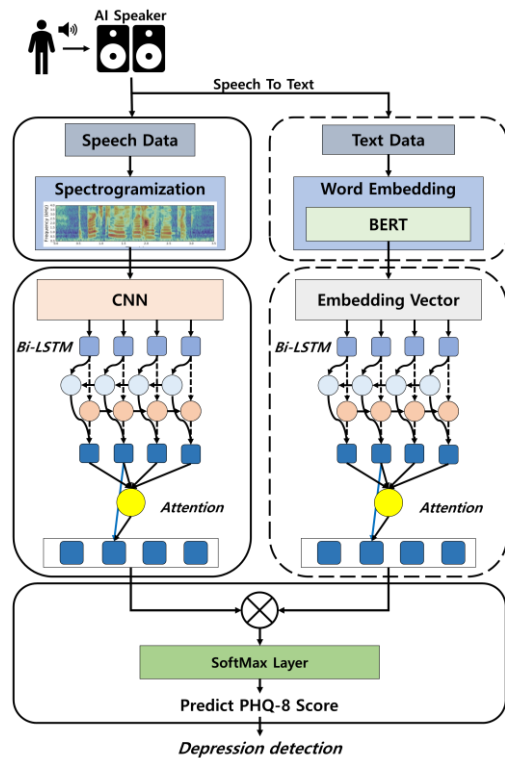 AI Speaker
Speech To Text
Speech Data
Text Data
Spectrogramization
Word Embedding
BERT
CNN
Embedding Vector
Bi-LSTM
Bi-LSTM
Attention
Attention
SoftMax Layer
Predict PHQ-8 Score
Depression detection